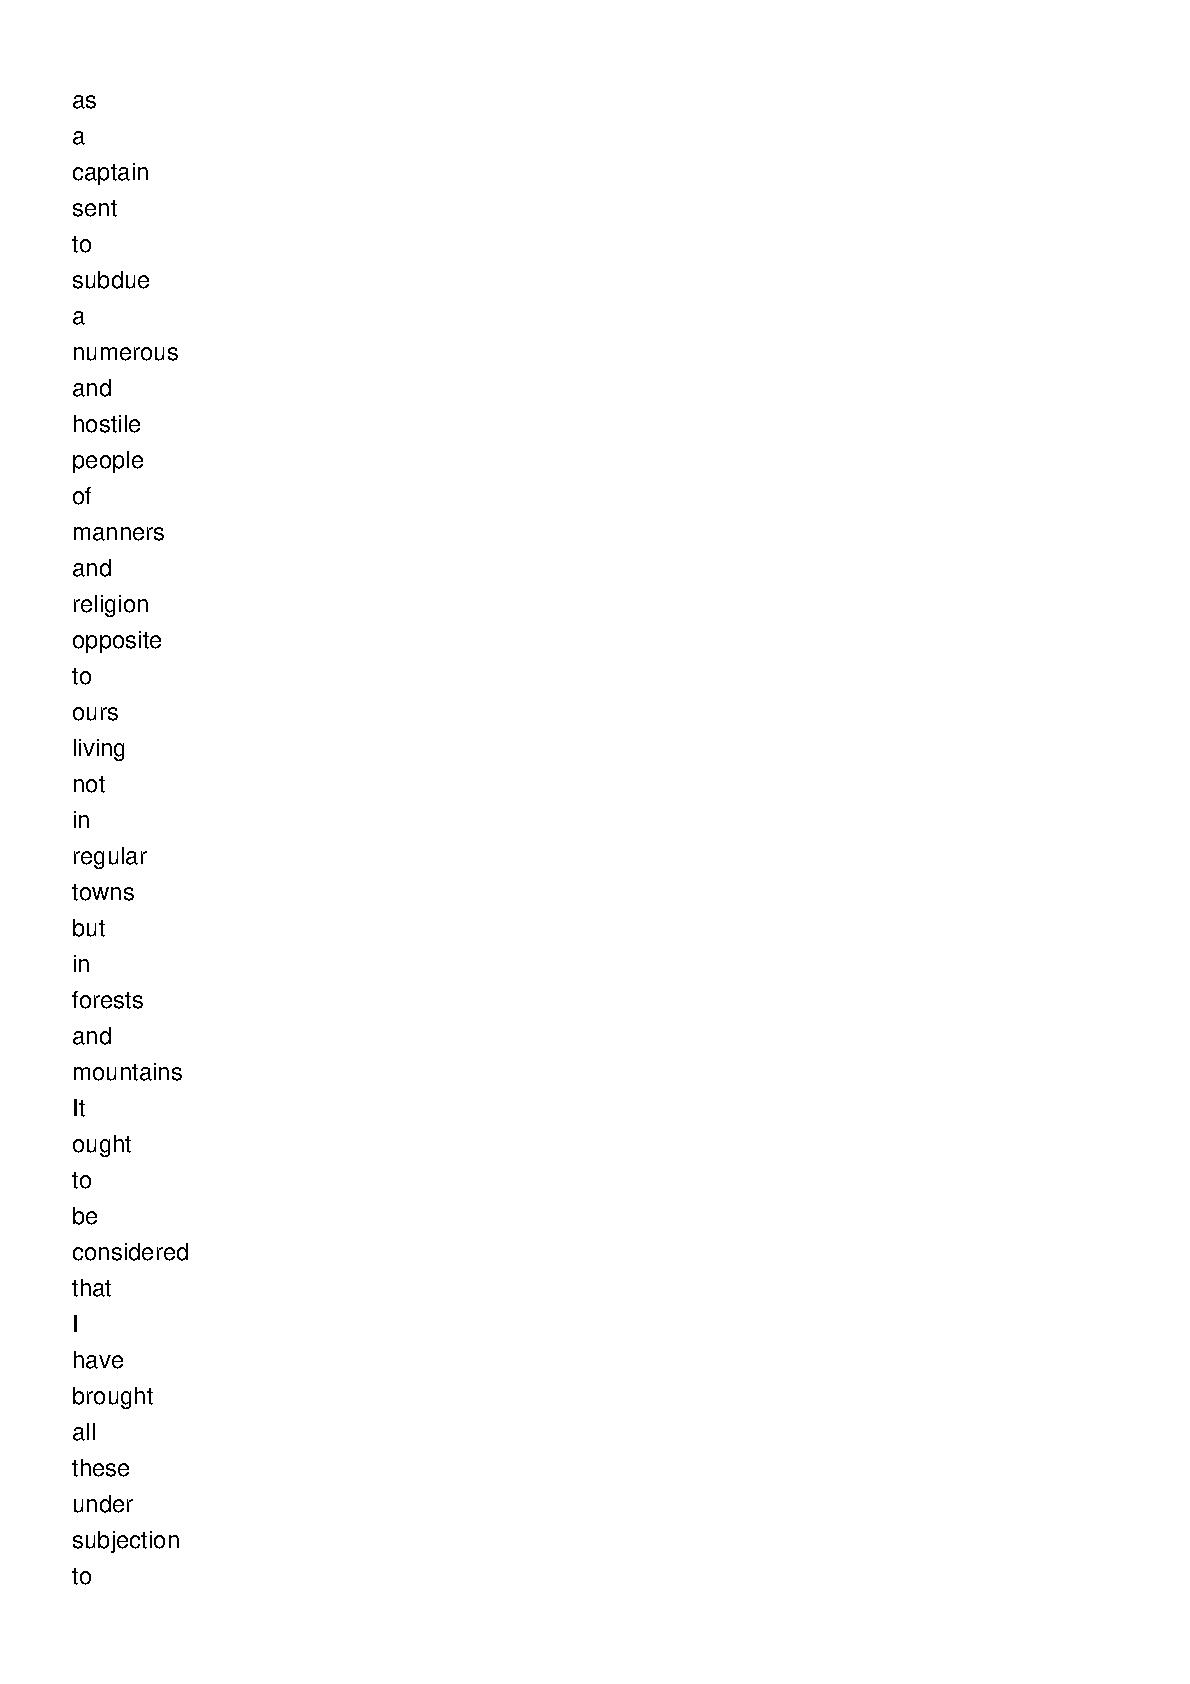 as
a
captain
sent
to
subdue
a
numerous
and
hostile
people
of
manners
and
religion
opposite
to
ours
living
not
in
regular
towns
but
in
forests
and
mountains
It
ought
to
be
considered
that
I
have
brought
all
these
under
subjection
to